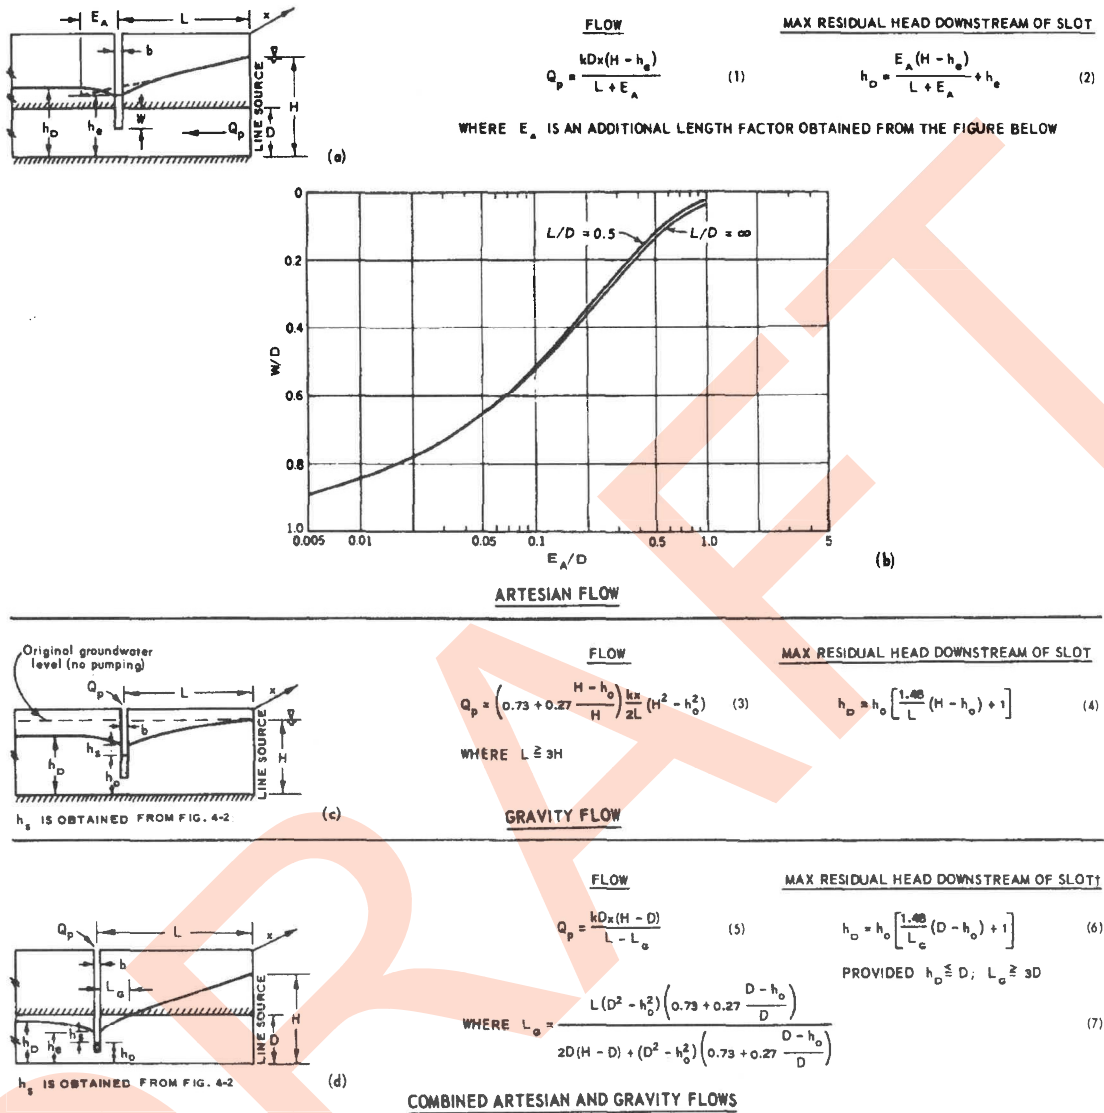 FLOW
MAX RESIDUAL HEAD DOWNSTREAM OF SLOT
E_A
L
x
b
W
h_D
h_e
Q_p
D
H
LINE SOURCE
(a)
Q_p = kDx(H - h_e) / L + E_A (1)
h_D = E_A(H - h_e) / L + E_A + h_e (2)
WHERE E_A IS AN ADDITIONAL LENGTH FACTOR OBTAINED FROM THE FIGURE BELOW
0
0.2
0.4
0.6
0.8
1.0
W/D
L/D = 0.5
L/D = ∞
0.005
0.01
0.05
0.1
0.5
1.0
5
E_A/D
(b)
ARTESIAN FLOW
Original groundwater
level (no pumping)
Q_p
L
x
b
h_s
h_D
h_o
H
LINE SOURCE
(c)
h_s IS OBTAINED FROM FIG. 4-2
FLOW
MAX RESIDUAL HEAD DOWNSTREAM OF SLOT
Q_p = (0.73 + 0.27 H - h_o / H) kx / 2L (H² - h_o²) (3)
h_D = h_o [1.48 / L (H - h_o) + 1] (4)
WHERE L ≧ 3H
GRAVITY FLOW
Q_p
L
x
b
L_G
h_s
h_D
h_e
h_o
D
H
LINE SOURCE
(d)
h_s IS OBTAINED FROM FIG. 4-2
FLOW
MAX RESIDUAL HEAD DOWNSTREAM OF SLOT†
Q_p = kDx(H - D) / L - L_G (5)
h_D = h_o [1.48 / L_G (D - h_o) + 1] (6)
PROVIDED h_D ≦ D; L_G ≧ 3D
WHERE L_G = L(D² - h_o²)(0.73 + 0.27 D - h_o / D) / 2D(H - D) + (D² - h_o²)(0.73 + 0.27 D - h_o / D) (7)
COMBINED ARTESIAN AND GRAVITY FLOWS
DRAFT